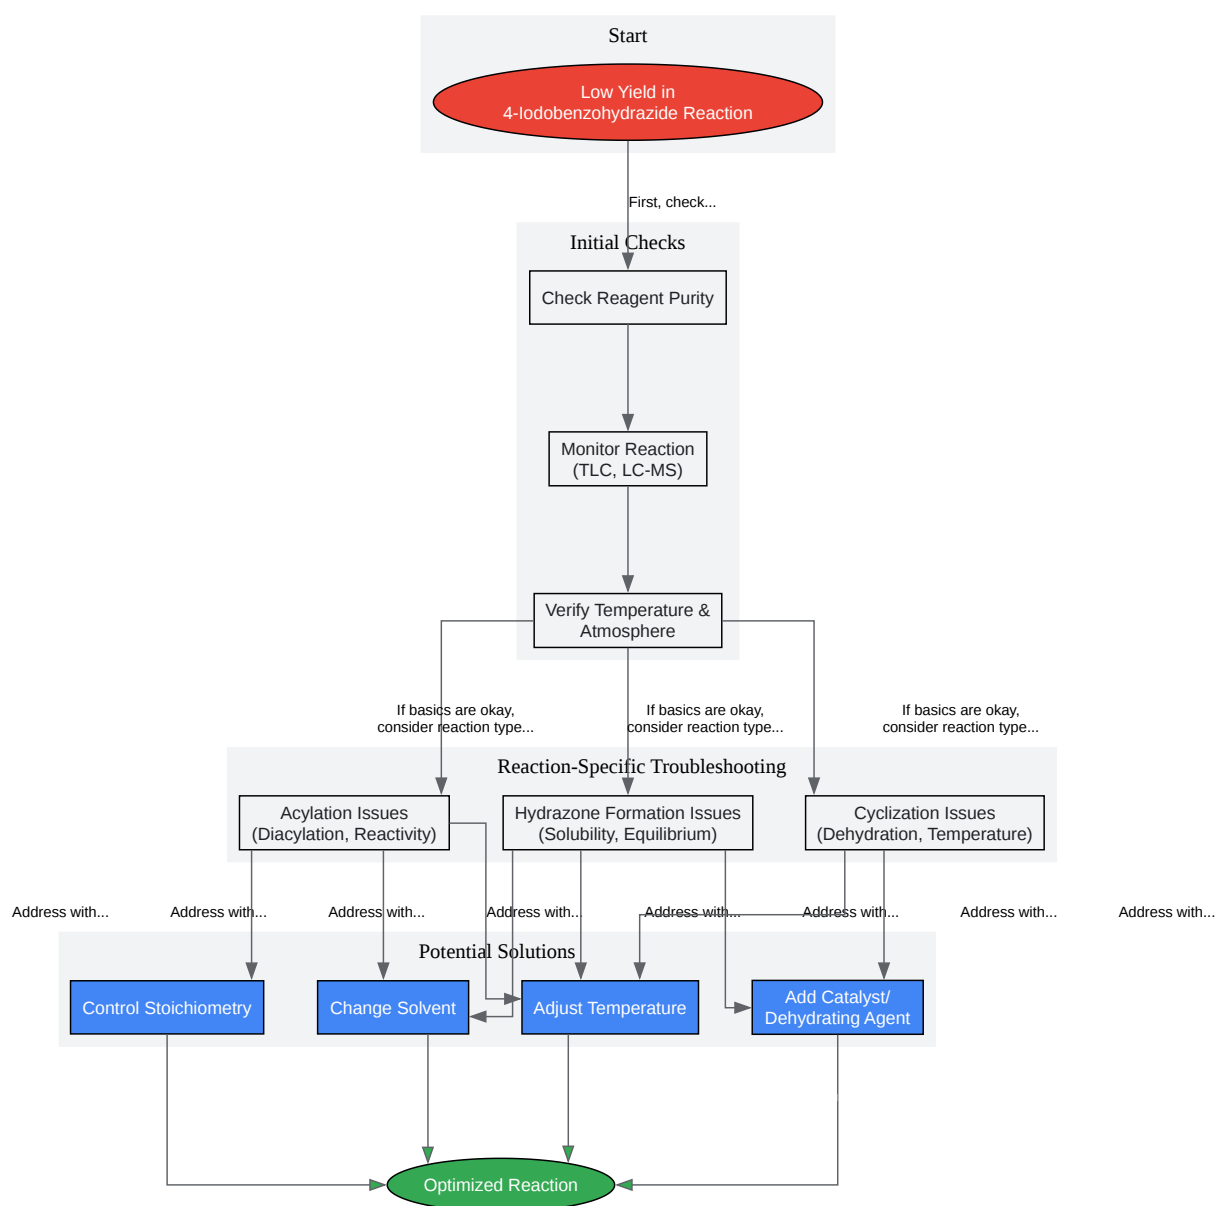 Start
Low Yield in
4-Iodobenzohydrazide Reaction
First, check...
Initial Checks
Check Reagent Purity
Monitor Reaction
(TLC, LC-MS)
Verify Temperature &
Atmosphere
If basics are okay,
consider reaction type...
If basics are okay,
consider reaction type...
If basics are okay,
consider reaction type...
Reaction-Specific Troubleshooting
Acylation Issues
(Diacylation, Reactivity)
Hydrazone Formation Issues
(Solubility, Equilibrium)
Cyclization Issues
(Dehydration, Temperature)
Address with...
Address with...
Address with...
Address with...
Address with...
Address with...
Address with...
Address with...
Potential Solutions
Control Stoichiometry
Change Solvent
Adjust Temperature
Add Catalyst/
Dehydrating Agent
Optimized Reaction